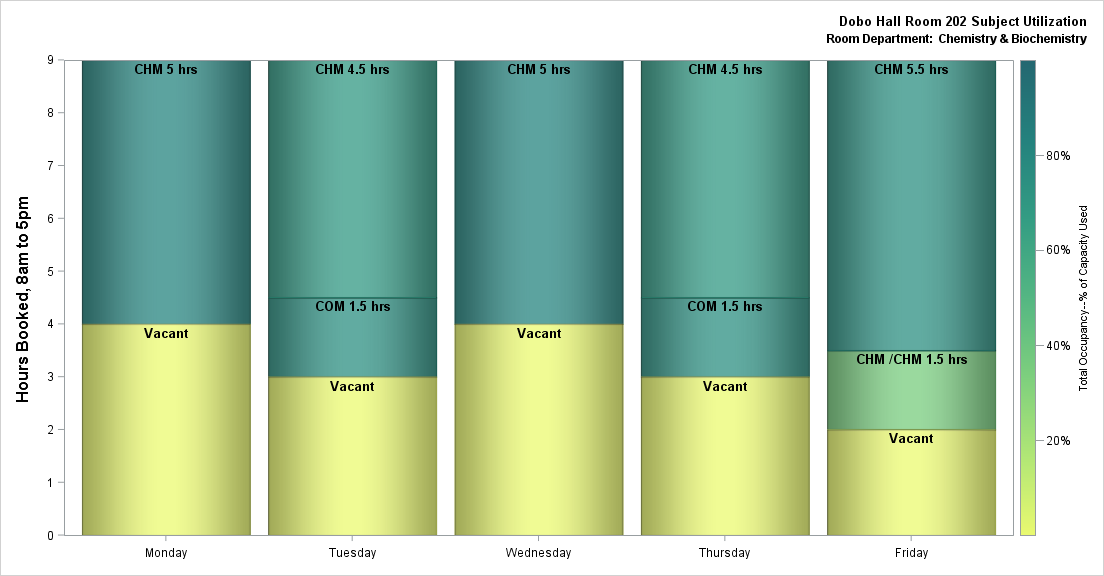 Dobo Hall Room 202 Subject Utilization
Room Department: Chemistry & Biochemistry
Hours Booked, 8am to 5pm
9
8
7
6
5
4
3
2
1
0
CHM 5 hrs
Vacant
CHM 4.5 hrs
COM 1.5 hrs
Vacant
CHM 5 hrs
Vacant
CHM 4.5 hrs
COM 1.5 hrs
Vacant
CHM 5.5 hrs
CHM /CHM 1.5 hrs
Vacant
Monday
Tuesday
Wednesday
Thursday
Friday
80%
60%
40%
20%
Total Occupancy--% of Capacity Used